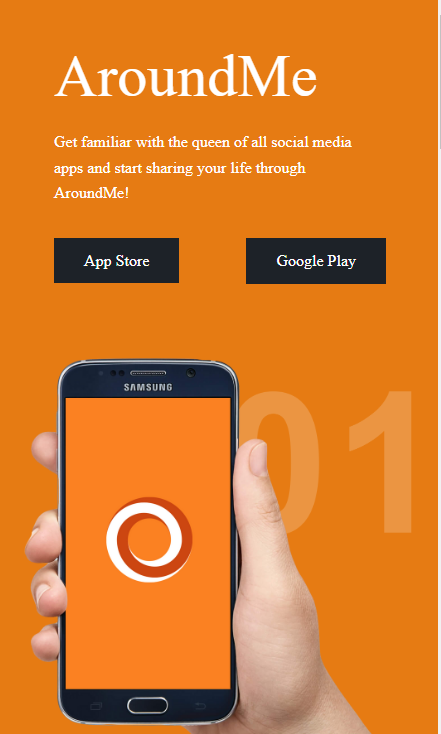 AroundMe
Get familiar with the queen of all social media
apps and start sharing your life through
AroundMe!
App Store
Google Play
SAMSUNG
01